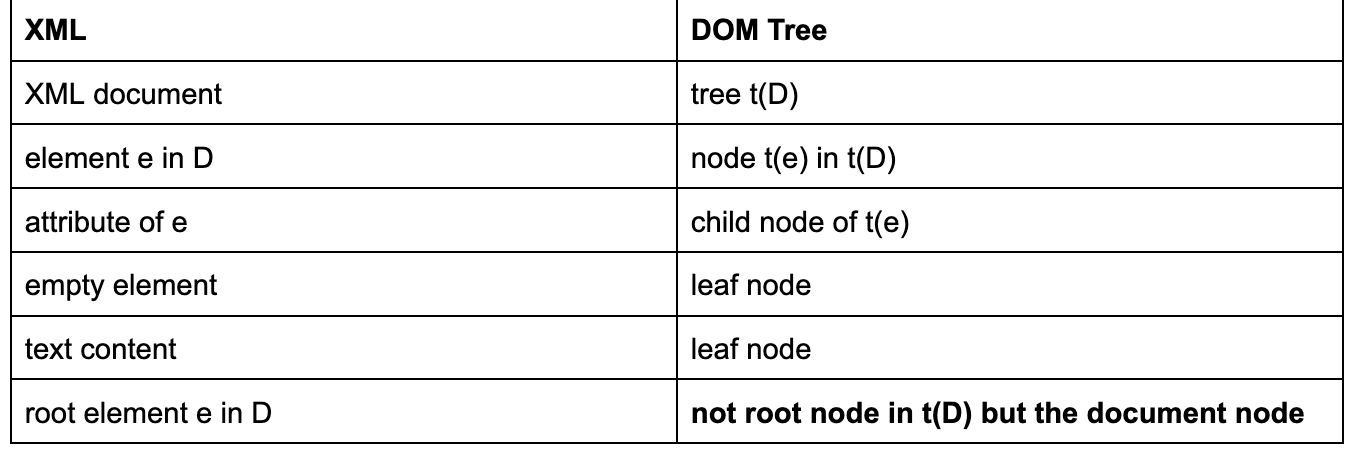 XML DOM Tree
XML document tree t(D)
element e in D node t(e) in t(D)
attribute of e child node of t(e)
empty element leaf node
text content leaf node
root element e in D not root node in t(D) but the document node